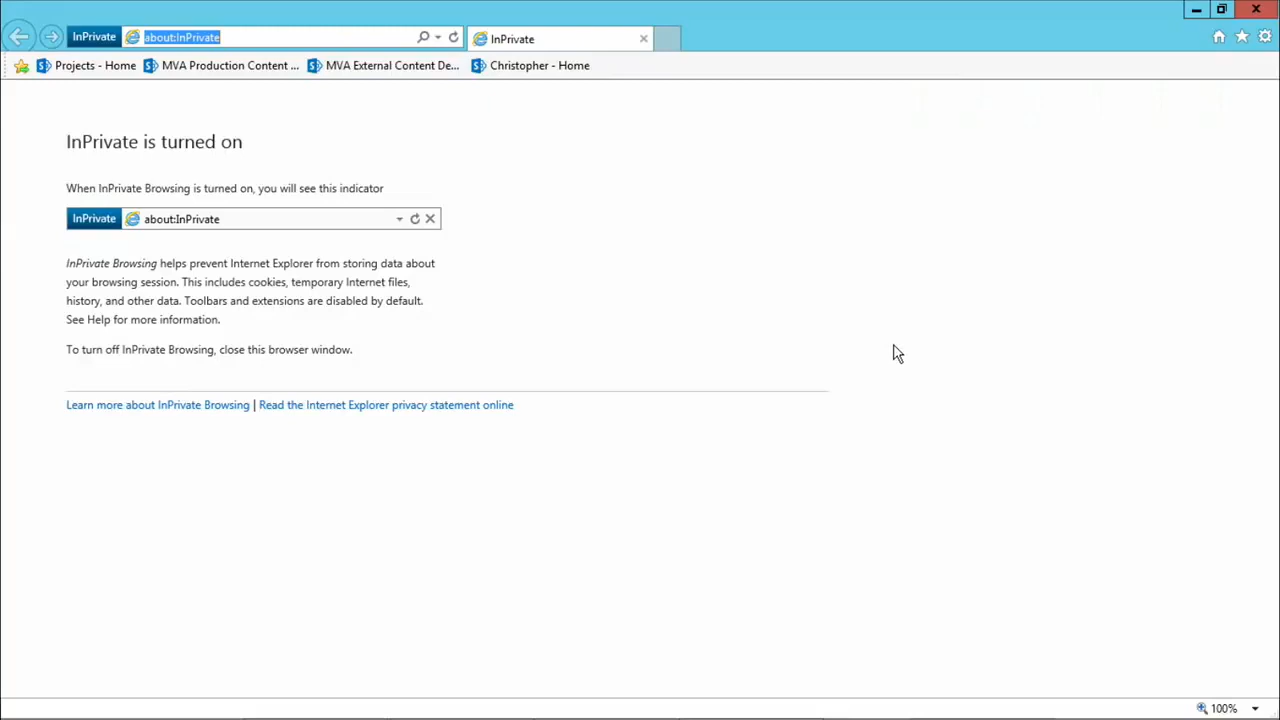 InPrivate about:InPrivate InPrivate
Projects - Home MVA Production Content ... MVA External Content De... Christopher - Home
InPrivate is turned on
When InPrivate Browsing is turned on, you will see this indicator
InPrivate about:InPrivate
InPrivate Browsing helps prevent Internet Explorer from storing data about
your browsing session. This includes cookies, temporary Internet files,
history, and other data. Toolbars and extensions are disabled by default.
See Help for more information.
To turn off InPrivate Browsing, close this browser window.
Learn more about InPrivate Browsing | Read the Internet Explorer privacy statement online
100%